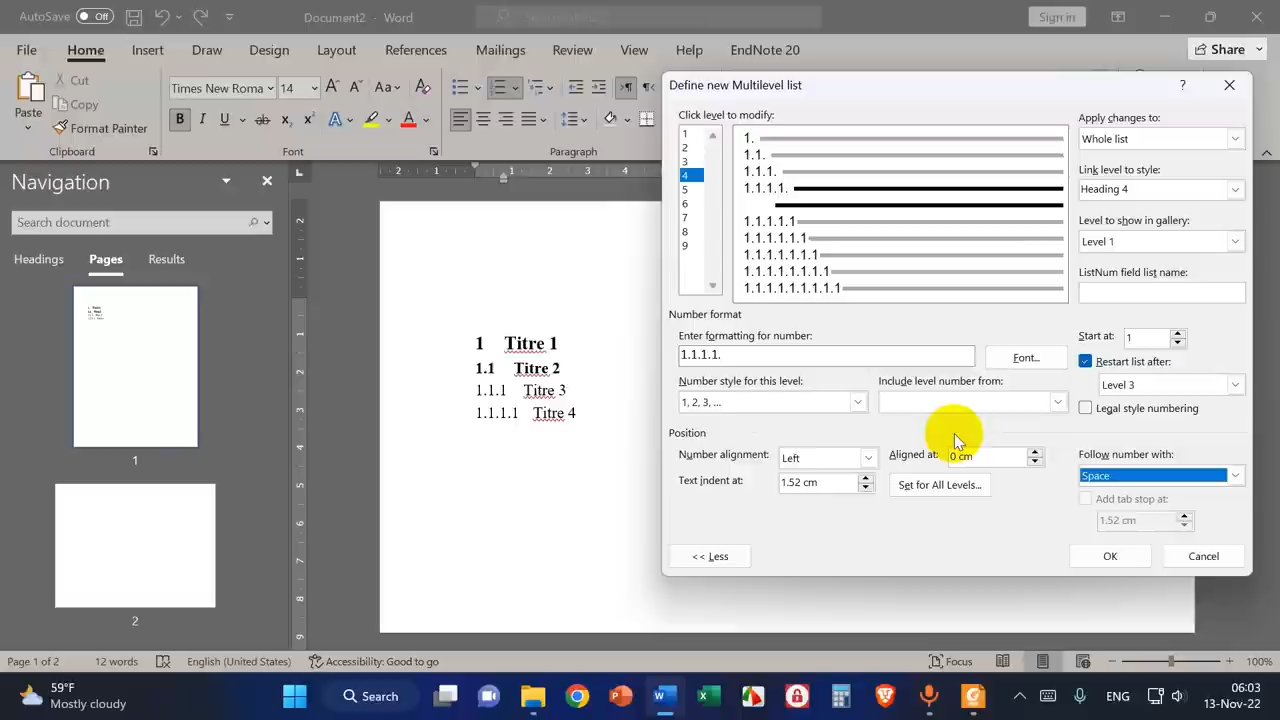 AutoSave Off Document2 - Word Sign in
File Home Insert Draw Design Layout References Mailings Review View Help EndNote 20 Share
Paste
Cut
Copy
Format Painter
Times New Roma 14
Clipboard Font Paragraph
Navigation
Search document
Headings Pages Results
1
2
1 Titre 1
1.1 Titre 2
1.1.1 Titre 3
1.1.1.1 Titre 4
Define new Multilevel list
Click level to modify:
1
2
3
4
5
6
7
8
9
1.
1.1.
1.1.1.
1.1.1.1.
1.1.1.1.1
1.1.1.1.1.1
1.1.1.1.1.1.1
1.1.1.1.1.1.1.1
1.1.1.1.1.1.1.1.1
Apply changes to:
Whole list
Link level to style:
Heading 4
Level to show in gallery:
Level 1
ListNum field list name:
Number format
Enter formatting for number:
1.1.1.1.
Font...
Number style for this level:
1, 2, 3, ...
Include level number from:
Start at: 1
Restart list after:
Level 3
Legal style numbering
Position
Number alignment: Left
Aligned at: 0 cm
Text indent at: 1.52 cm
Set for All Levels...
Follow number with:
Space
Add tab stop at:
1.52 cm
<< Less
OK
Cancel
Page 1 of 2 12 words English (United States) Accessibility: Good to go Focus 100%
59°F
Mostly cloudy
Search
ENG
06:03
13-Nov-22